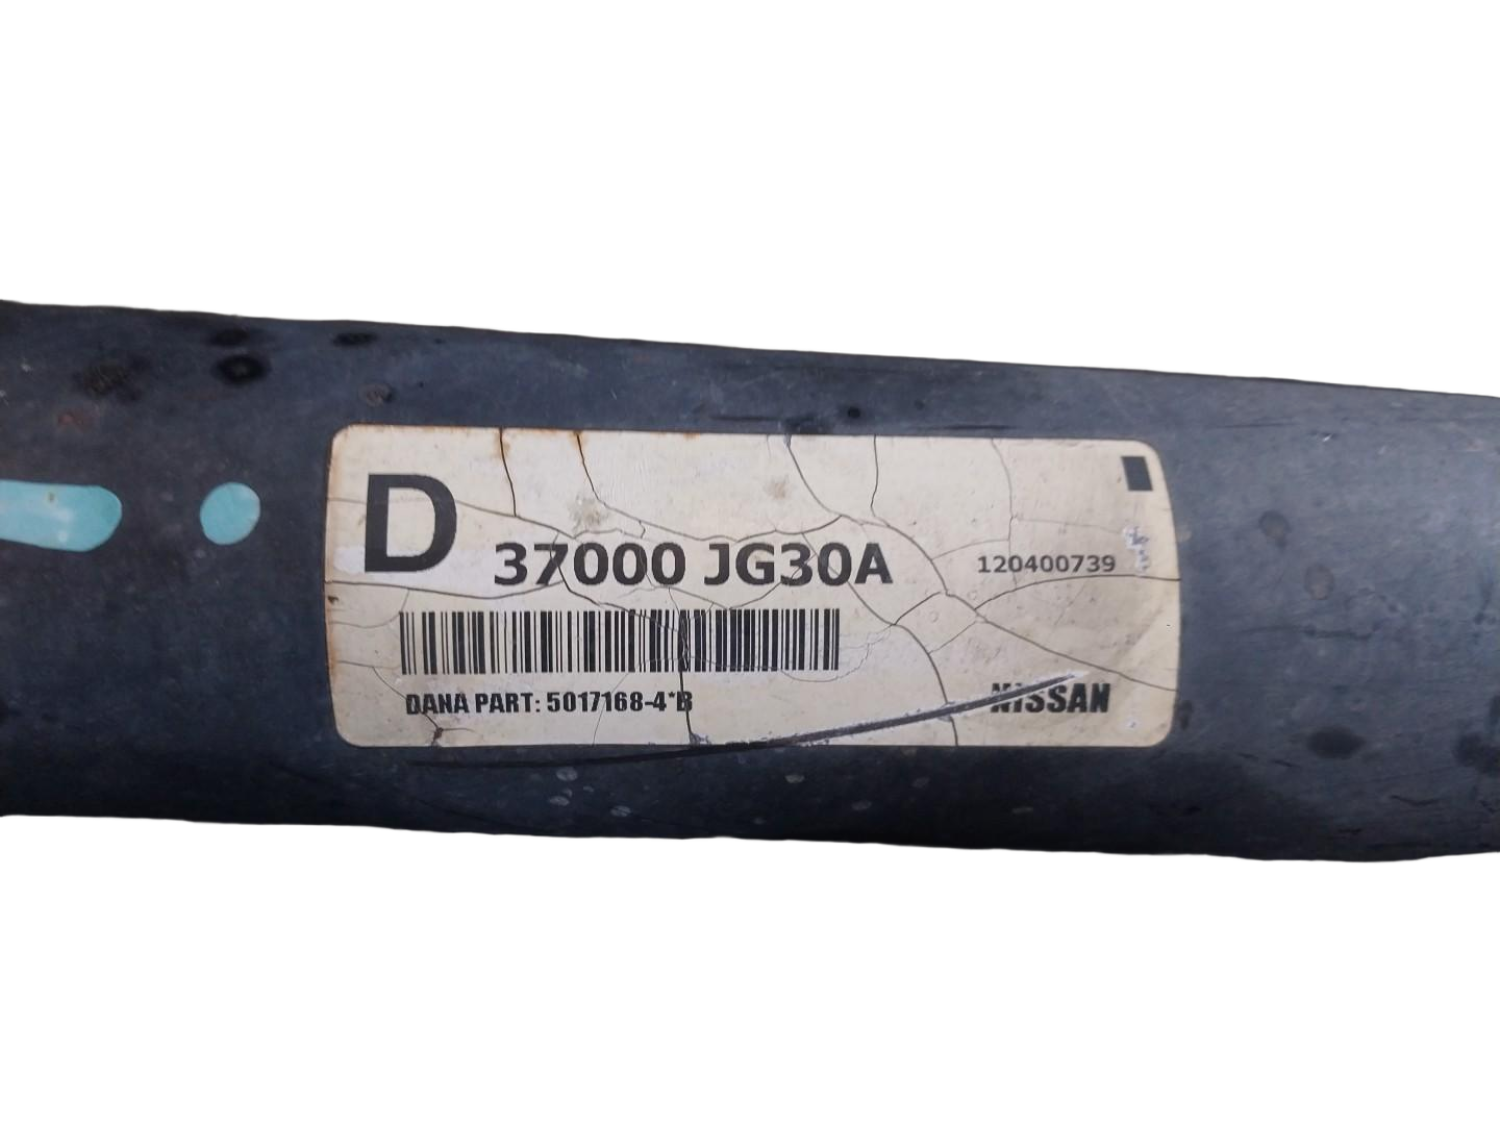 D
37000 JG30A
120400739
DANA PART: 5017168-4*B
NISSAN